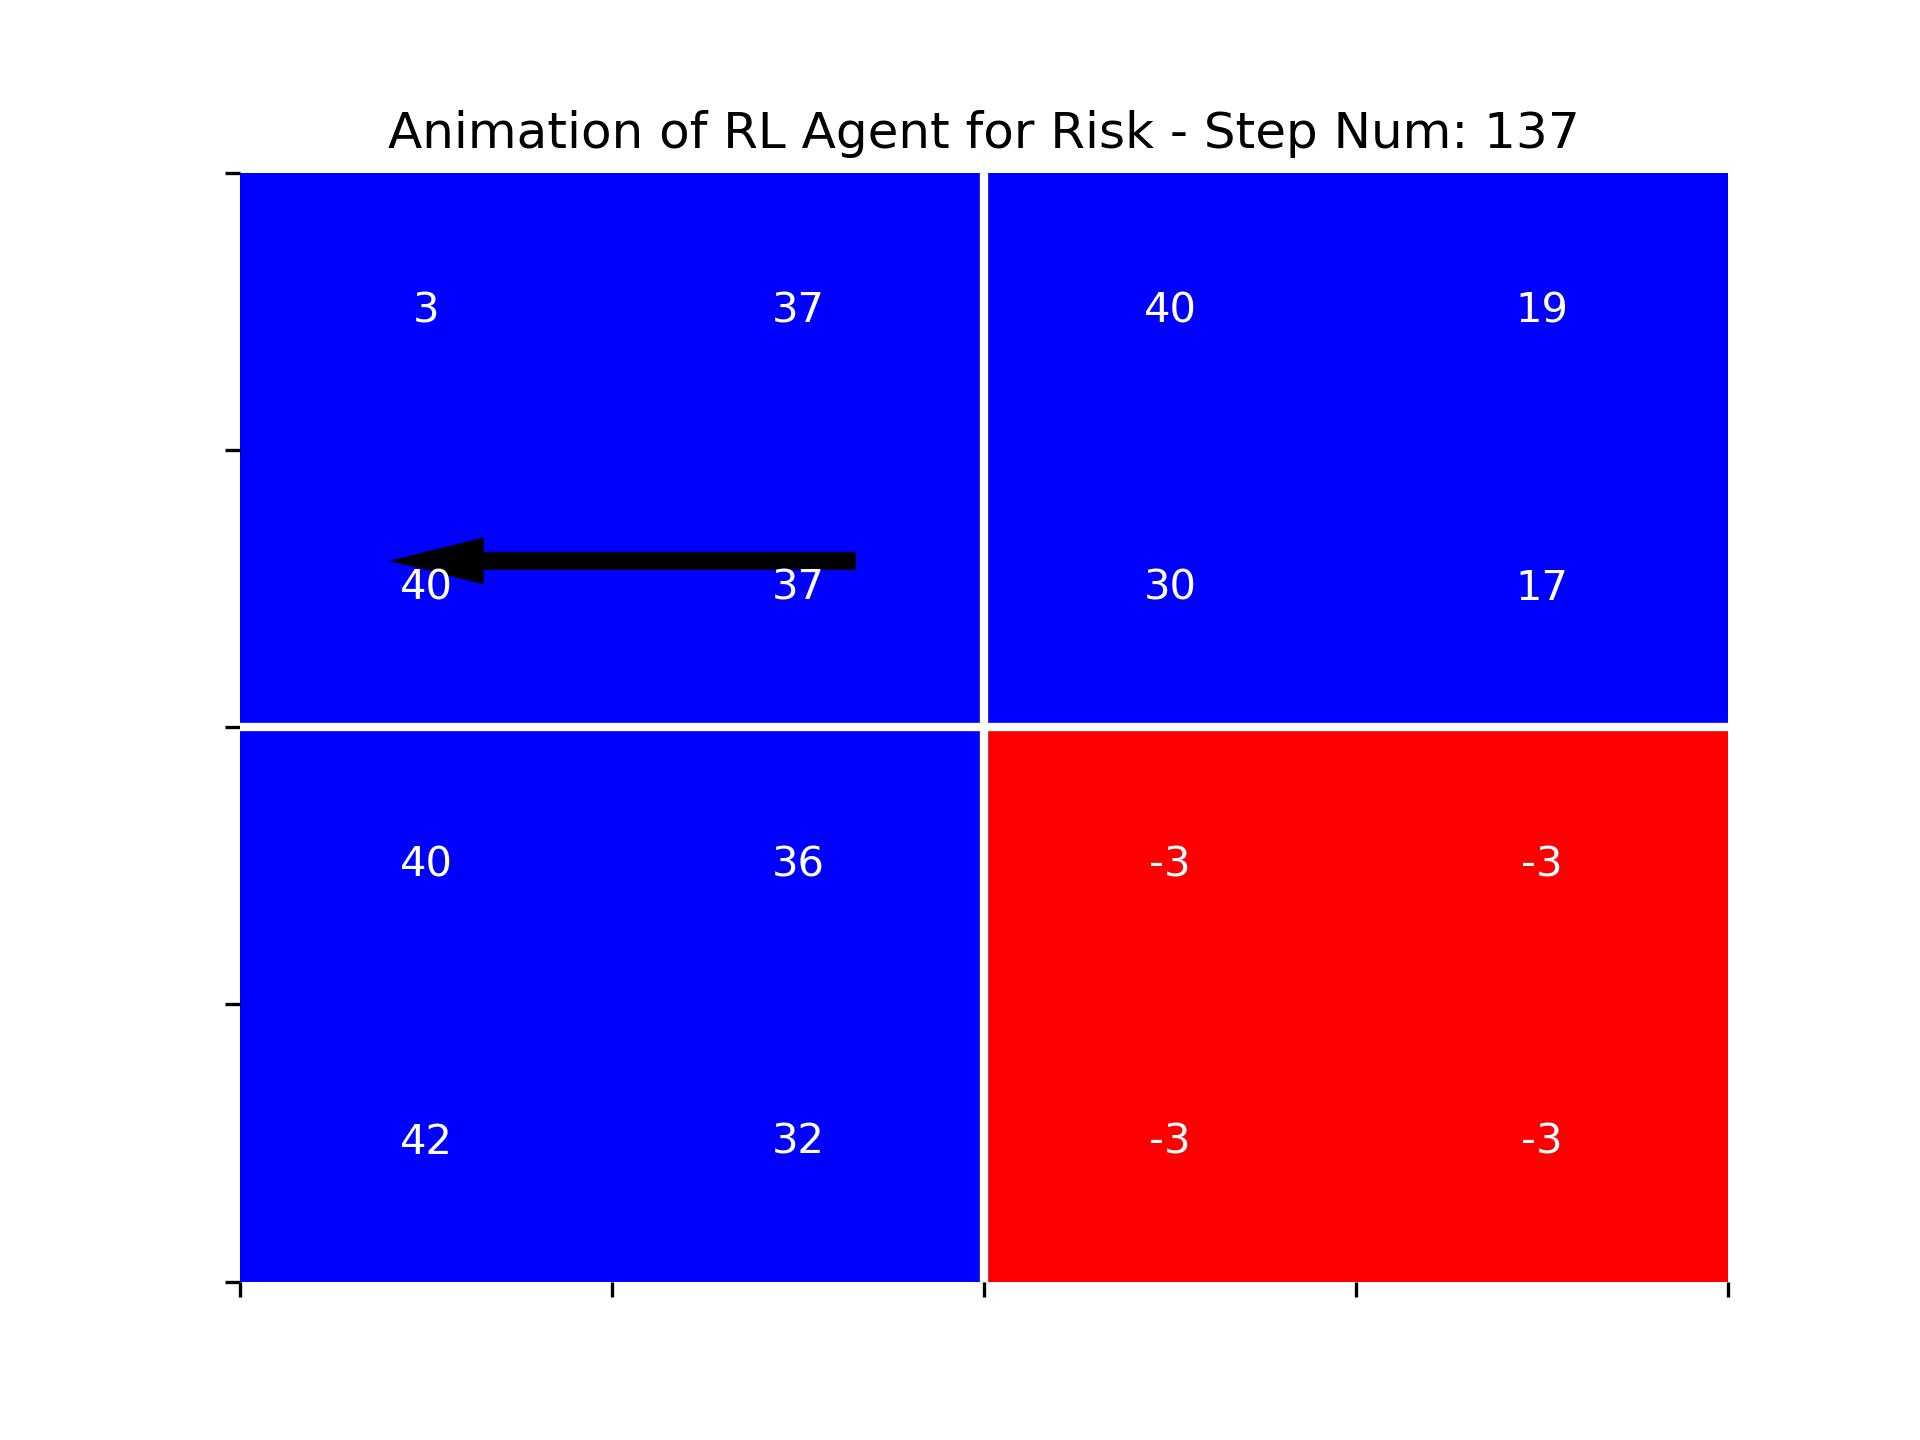 Animation of RL Agent for Risk - Step Num: 137
3 37 40 19
40 37 30 17
40 36 -3 -3
42 32 -3 -3